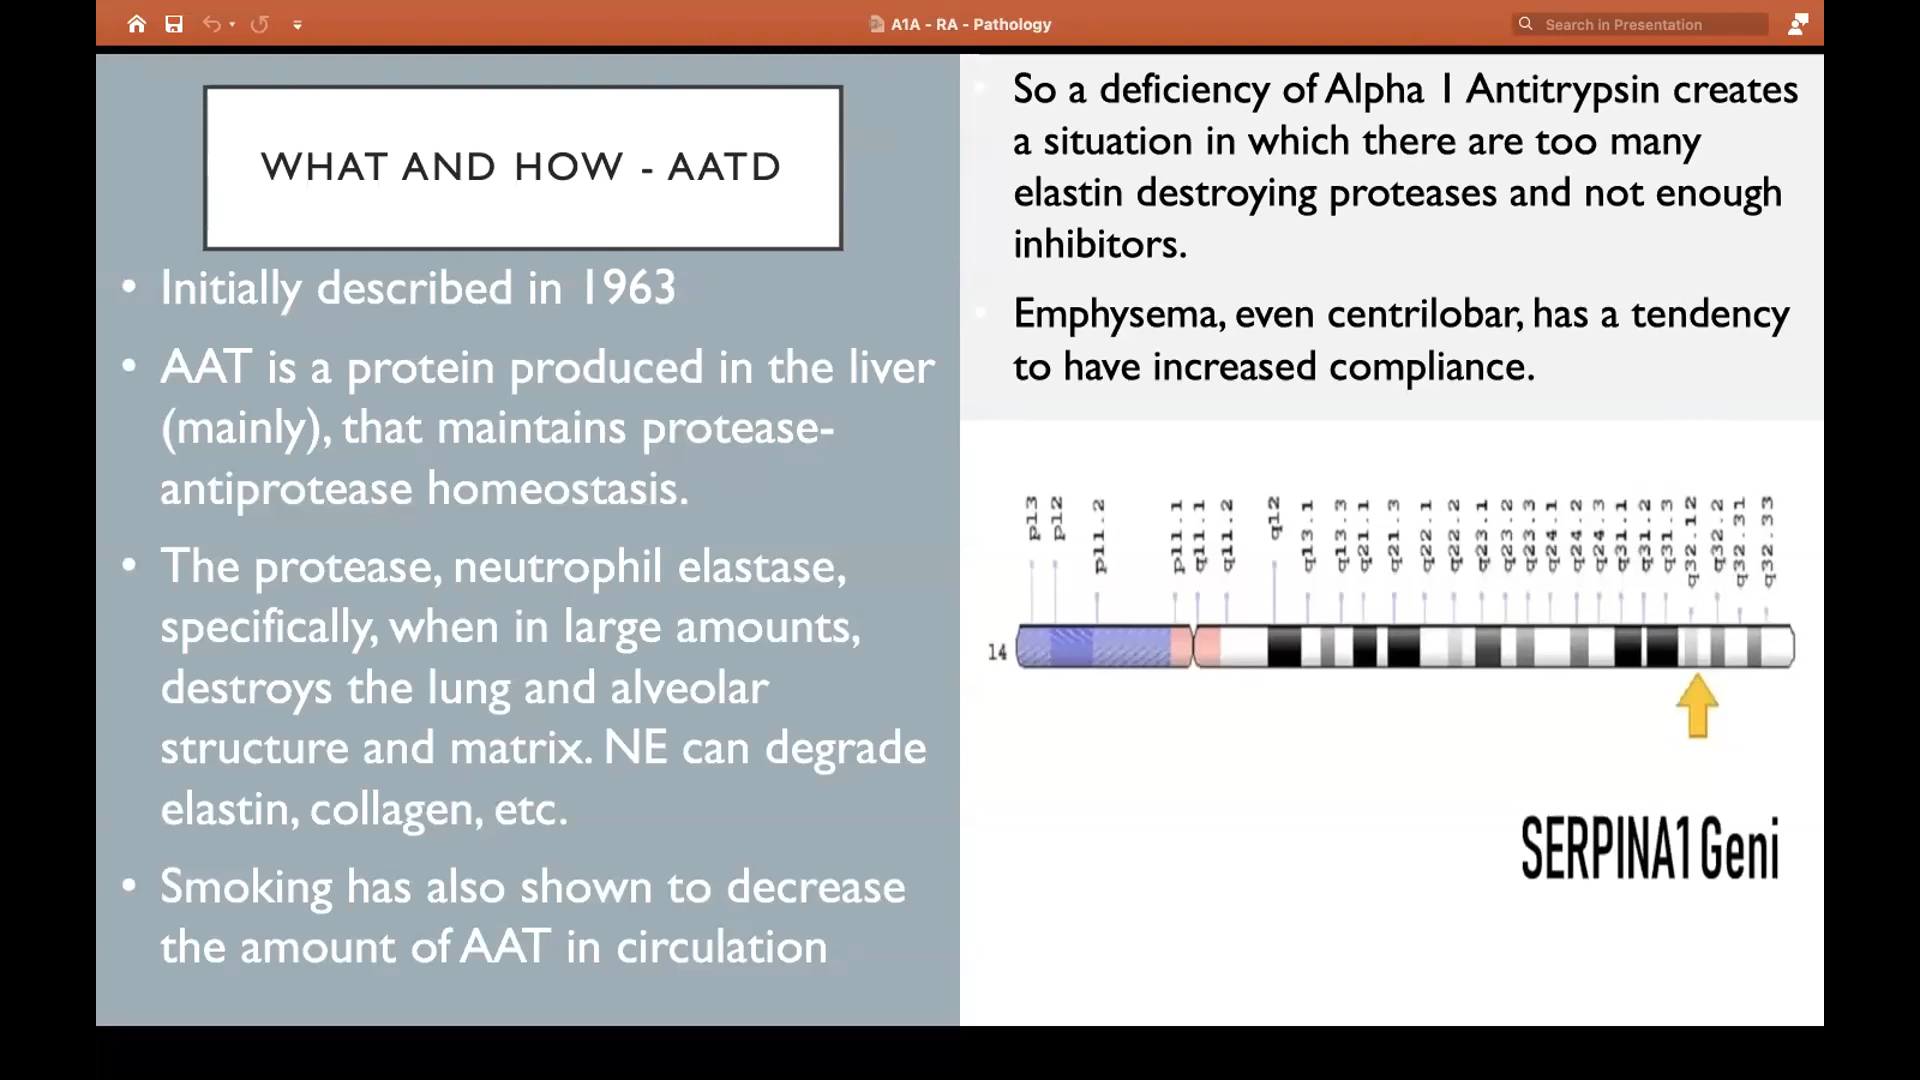 A1A - RA - Pathology
Search in Presentation
WHAT AND HOW - AATD
• Initially described in 1963
• AAT is a protein produced in the liver
(mainly), that maintains protease-
antiprotease homeostasis.
• The protease, neutrophil elastase,
specifically, when in large amounts,
destroys the lung and alveolar
structure and matrix. NE can degrade
elastin, collagen, etc.
• Smoking has also shown to decrease
the amount of AAT in circulation
• So a deficiency of Alpha 1 Antitrypsin creates
a situation in which there are too many
elastin destroying proteases and not enough
inhibitors.
• Emphysema, even centrilobar, has a tendency
to have increased compliance.
p13
p12
p11.2
p11.1
q11.1
q11.2
q12
q13.1
q13.3
q21.1
q21.3
q22.1
q22.2
q23.1
q23.2
q23.3
q24.1
q24.2
q24.3
q31.1
q31.2
q31.3
q32.12
q32.2
q32.31
q32.33
14
SERPINA1 Geni